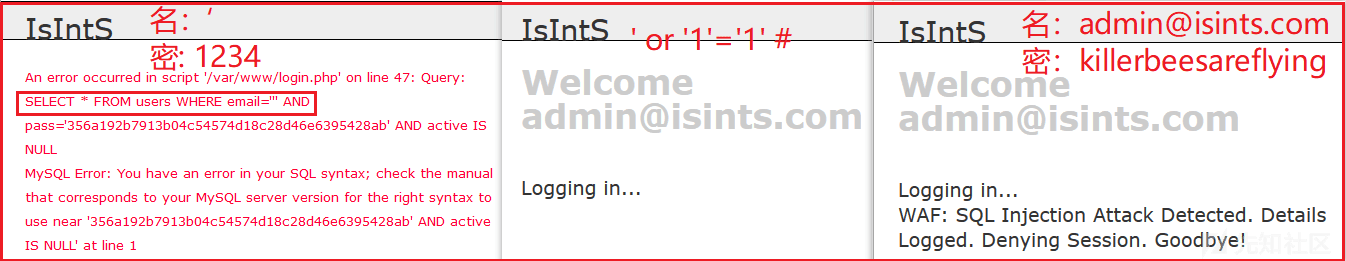 IsIntS
名：'
密: 1234
An error occurred in script '/var/www/login.php' on line 47: Query:
SELECT * FROM users WHERE email=''' AND
pass='356a192b7913b04c54574d18c28d46e6395428ab' AND active IS
NULL
MySQL Error: You have an error in your SQL syntax; check the manual
that corresponds to your MySQL server version for the right syntax to
use near '356a192b7913b04c54574d18c28d46e6395428ab' AND active
IS NULL' at line 1
IsIntS
' or '1'='1' #
Welcome
admin@isints.com
Logging in...
IsIntS
名：admin@isints.com
密：killerbeesareflying
Welcome
admin@isints.com
Logging in...
WAF: SQL Injection Attack Detected. Details
Logged. Denying Session. Goodbye!
先知社区